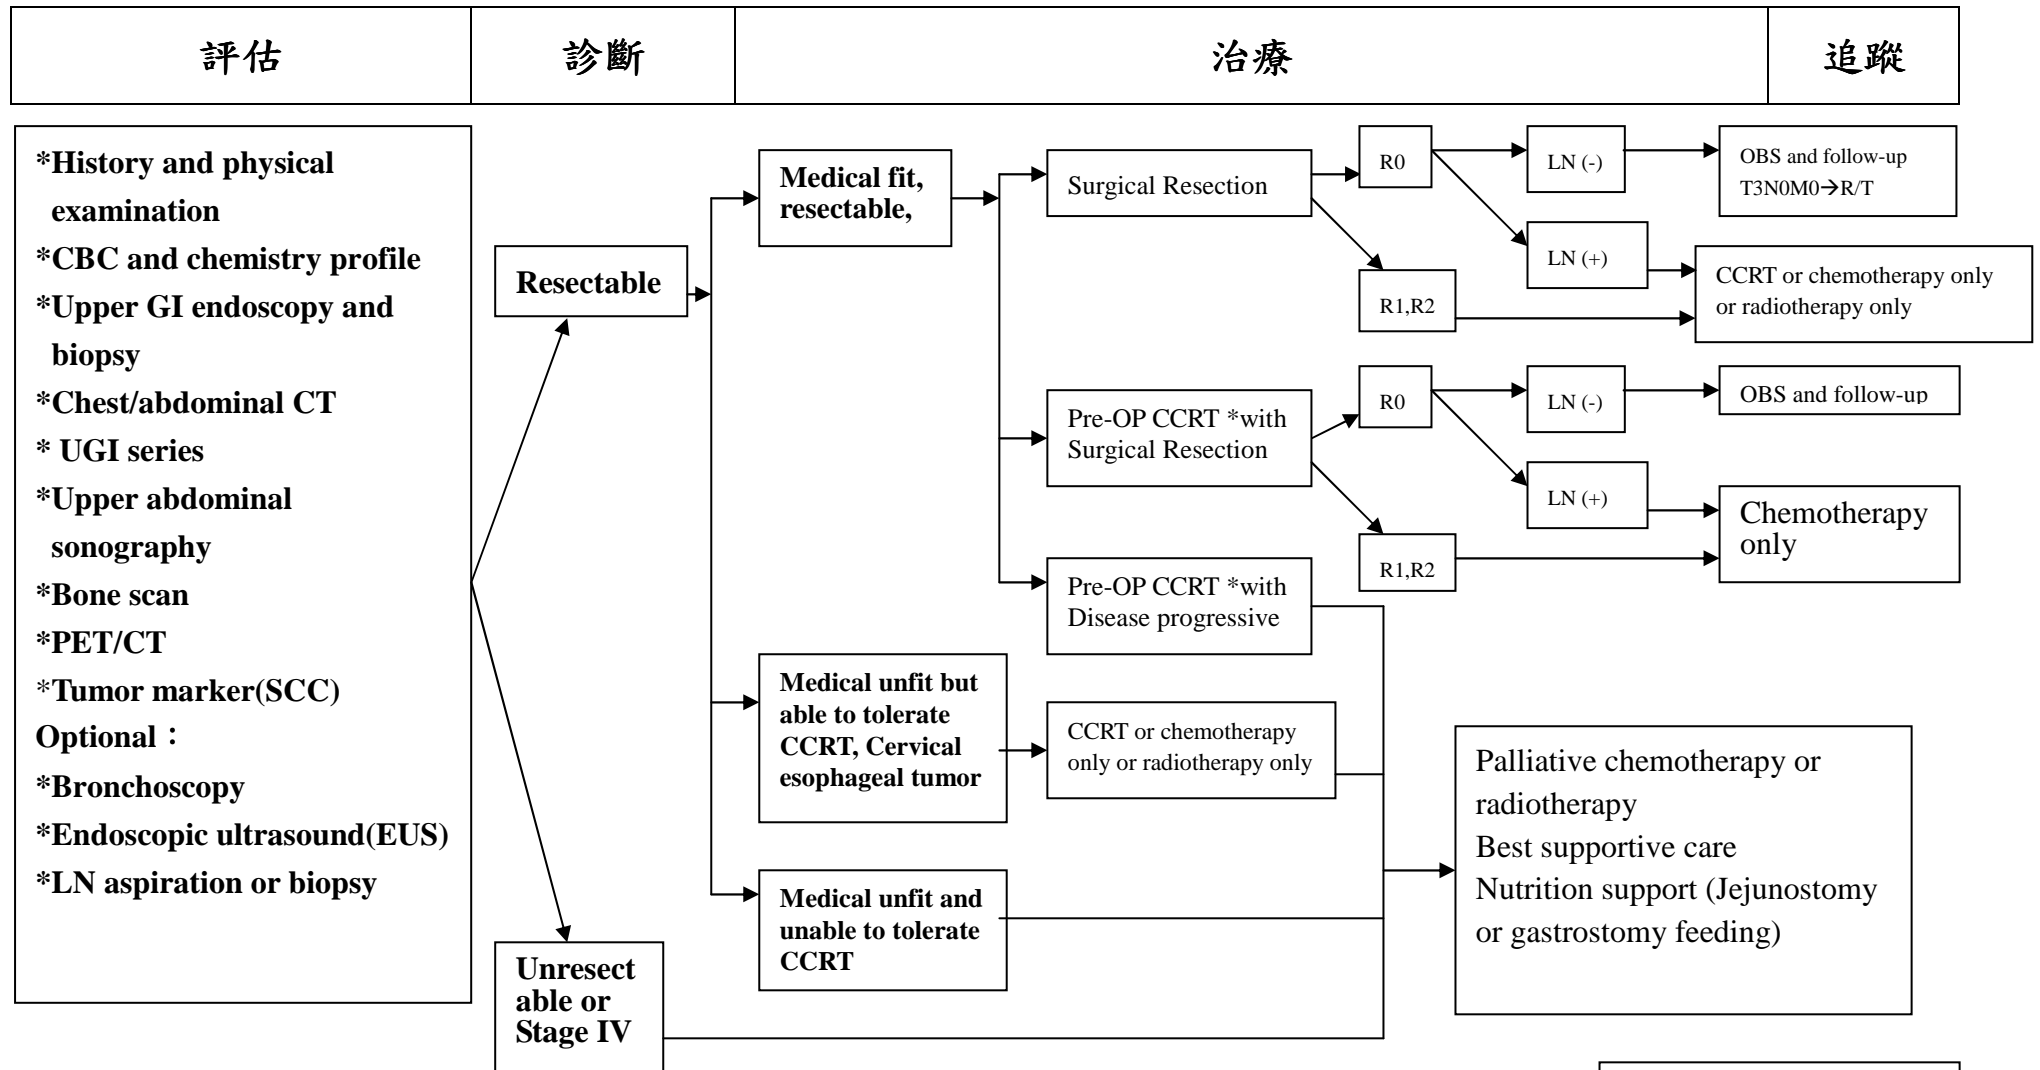 評估
診斷
治療
追蹤
*History and physical
examination
*CBC and chemistry profile
*Upper GI endoscopy and
biopsy
*Chest/abdominal CT
* UGI series
*Upper abdominal
sonography
*Bone scan
*PET/CT
*Tumor marker(SCC)
Optional：
*Bronchoscopy
*Endoscopic ultrasound(EUS)
*LN aspiration or biopsy
Resectable
Unresect
able or
Stage IV
Medical fit,
resectable,
Medical unfit but
able to tolerate
CCRT, Cervical
esophageal tumor
Medical unfit and
unable to tolerate
CCRT
Surgical Resection
R0
LN (-)
OBS and follow-up
T3N0M0→R/T
LN (+)
R1,R2
CCRT or chemotherapy only
or radiotherapy only
Pre-OP CCRT *with
Surgical Resection
R0
LN (-)
OBS and follow-up
LN (+)
R1,R2
Chemotherapy
only
Pre-OP CCRT *with
Disease progressive
CCRT or chemotherapy
only or radiotherapy only
Palliative chemotherapy or
radiotherapy
Best supportive care
Nutrition support (Jejunostomy
or gastrostomy feeding)